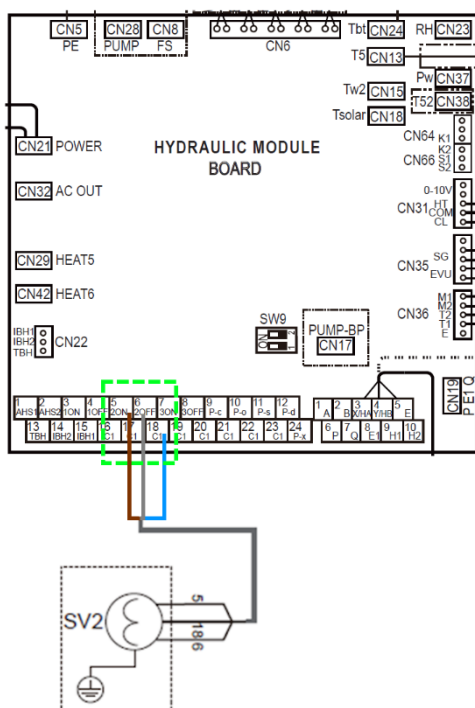 CN5 CN28 CN8 CN6 Tbt CN24 RH CN23
PE PUMP FS
T5 CN13
Pw CN37
Tw2 CN15 T52 CN38
Tsolar CN18
CN64 K1
CN66 K2 S1 S2
CN21 POWER
HYDRAULIC MODULE
BOARD
CN32 AC OUT
0-10V
CN31 HT COM CL
CN29 HEAT5
CN35 SG EVU
CN42 HEAT6
CN36 M1 M2 T2 T1 E
SW9
ON 2 1
PUMP-BP
CN17
IBH1
IBH2
TBH
CN22
CN19 P E1 Q
1 2 3 4 5 6 7 8 9 10 11 12
AHS1 AHS2 1ON 1OFF 2ON 2OFF 3ON 3OFF P-c P-o P-s P-d
13 14 15 16 17 18 19 20 21 22 23 24
TBH IBH2 IBH1 C1 C1 C1 C1 C1 C1 C1 C1 P-x
1 2 3 4 5
A B X/HA Y/HB E
6 7 8 9 10
P Q E1 H1 H2
SV2
5
18
6